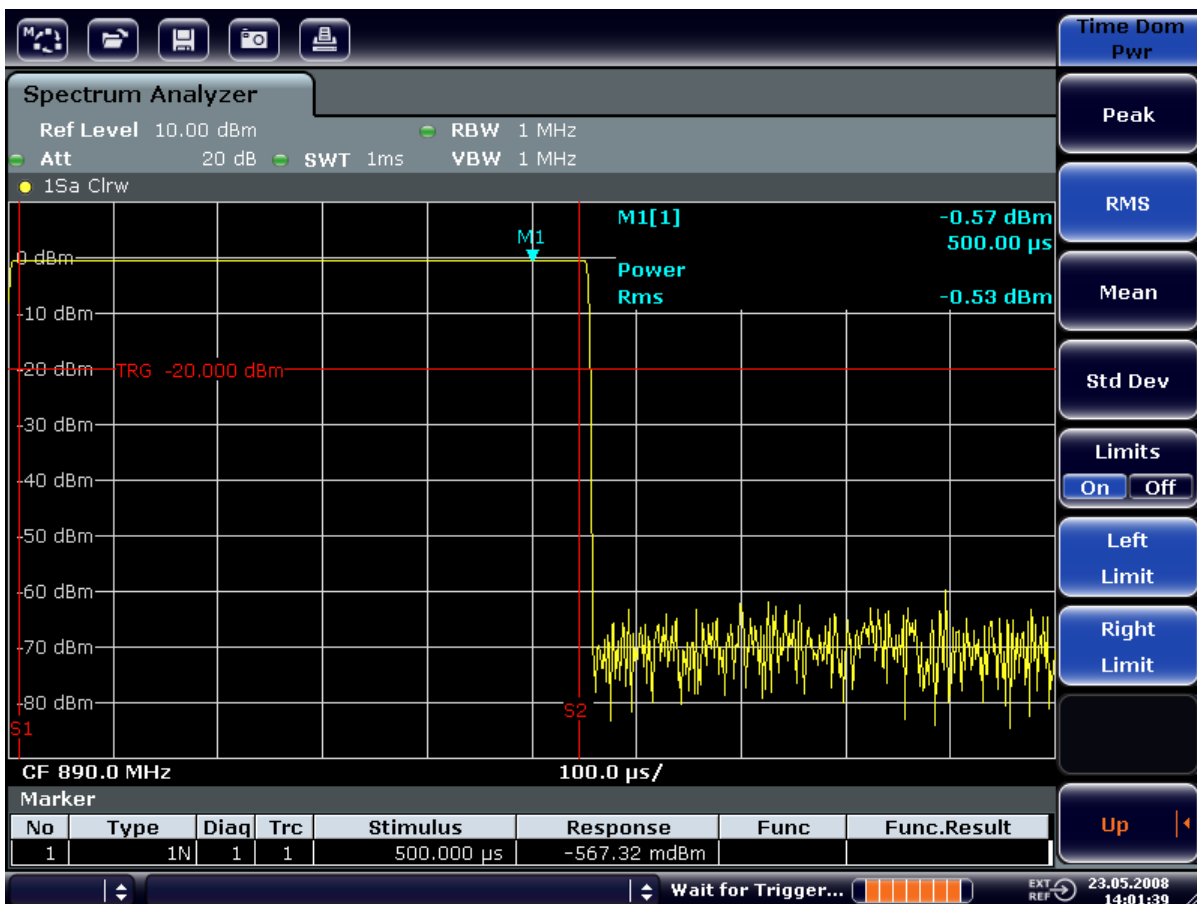 Time Dom
Pwr
Spectrum Analyzer
Ref Level 10.00 dBm RBW 1 MHz
Att 20 dB SWT 1ms VBW 1 MHz
1Sa Clrw
M1[1] -0.57 dBm
500.00 µs
Power
Rms -0.53 dBm
M1
0 dBm
-10 dBm
-20 dBm
TRG -20.000 dBm
-30 dBm
-40 dBm
-50 dBm
-60 dBm
-70 dBm
-80 dBm
S1
S2
CF 890.0 MHz 100.0 µs/
Marker
No Type Diag Trc Stimulus Response Func Func.Result
1 1N 1 1 500.000 µs -567.32 mdBm
Wait for Trigger... EXT REF 23.05.2008
14:01:39
Peak
RMS
Mean
Std Dev
Limits
On Off
Left
Limit
Right
Limit
Up
M